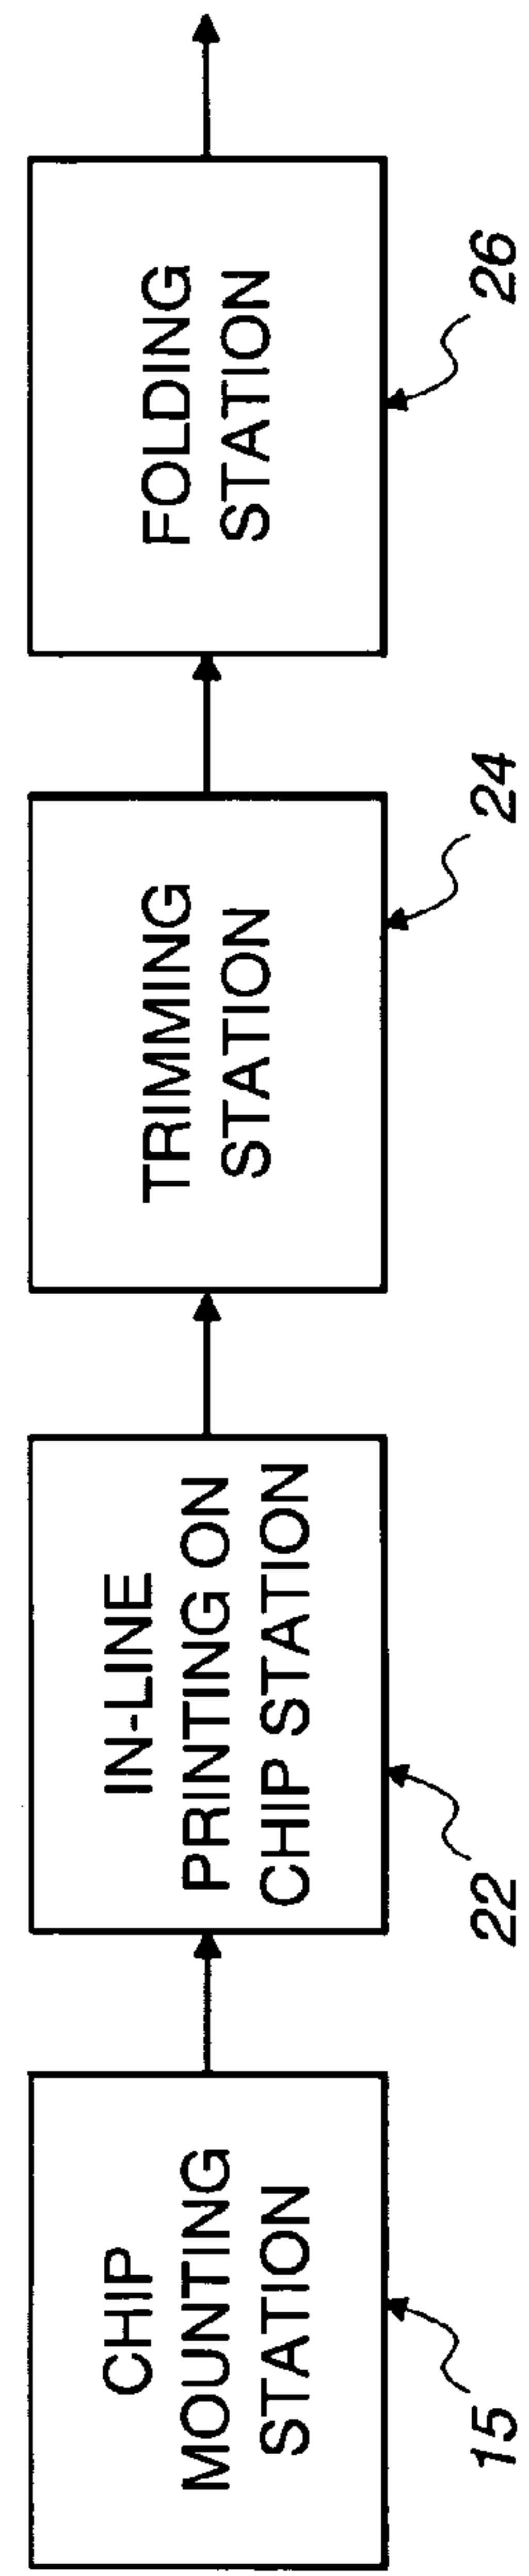 CHIP
MOUNTING
STATION
15
IN-LINE
PRINTING ON
CHIP STATION
22
TRIMMING
STATION
24
FOLDING
STATION
26